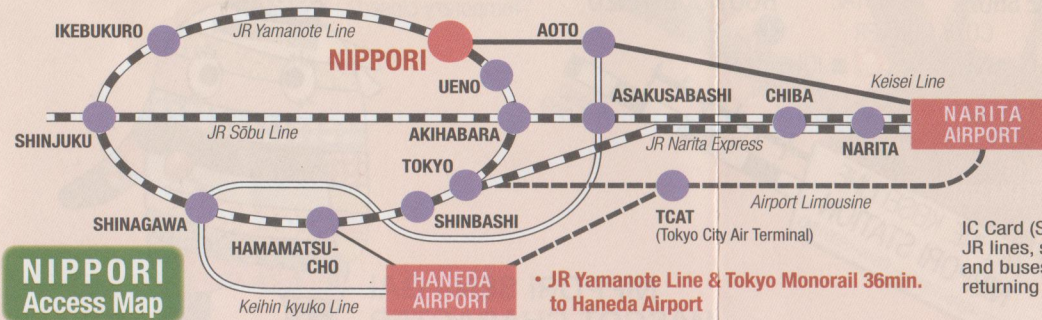 IKEBUKURO
JR Yamanote Line
NIPPORI
UENO
AOTO
Keisei Line
SHINJUKU
JR Sōbu Line
AKIHABARA
ASAKUSABASHI
CHIBA
NARITA
AIRPORT
TOKYO
JR Narita Express
NARITA
SHINAGAWA
HAMAMATSU-
CHO
SHINBASHI
TCAT
(Tokyo City Air Terminal)
Airport Limousine
NIPPORI
Access Map
Keihin kyuko Line
HANEDA
AIRPORT
• JR Yamanote Line & Tokyo Monorail 36min.
to Haneda Airport
IC Card (S
JR lines, s
and buses
returning